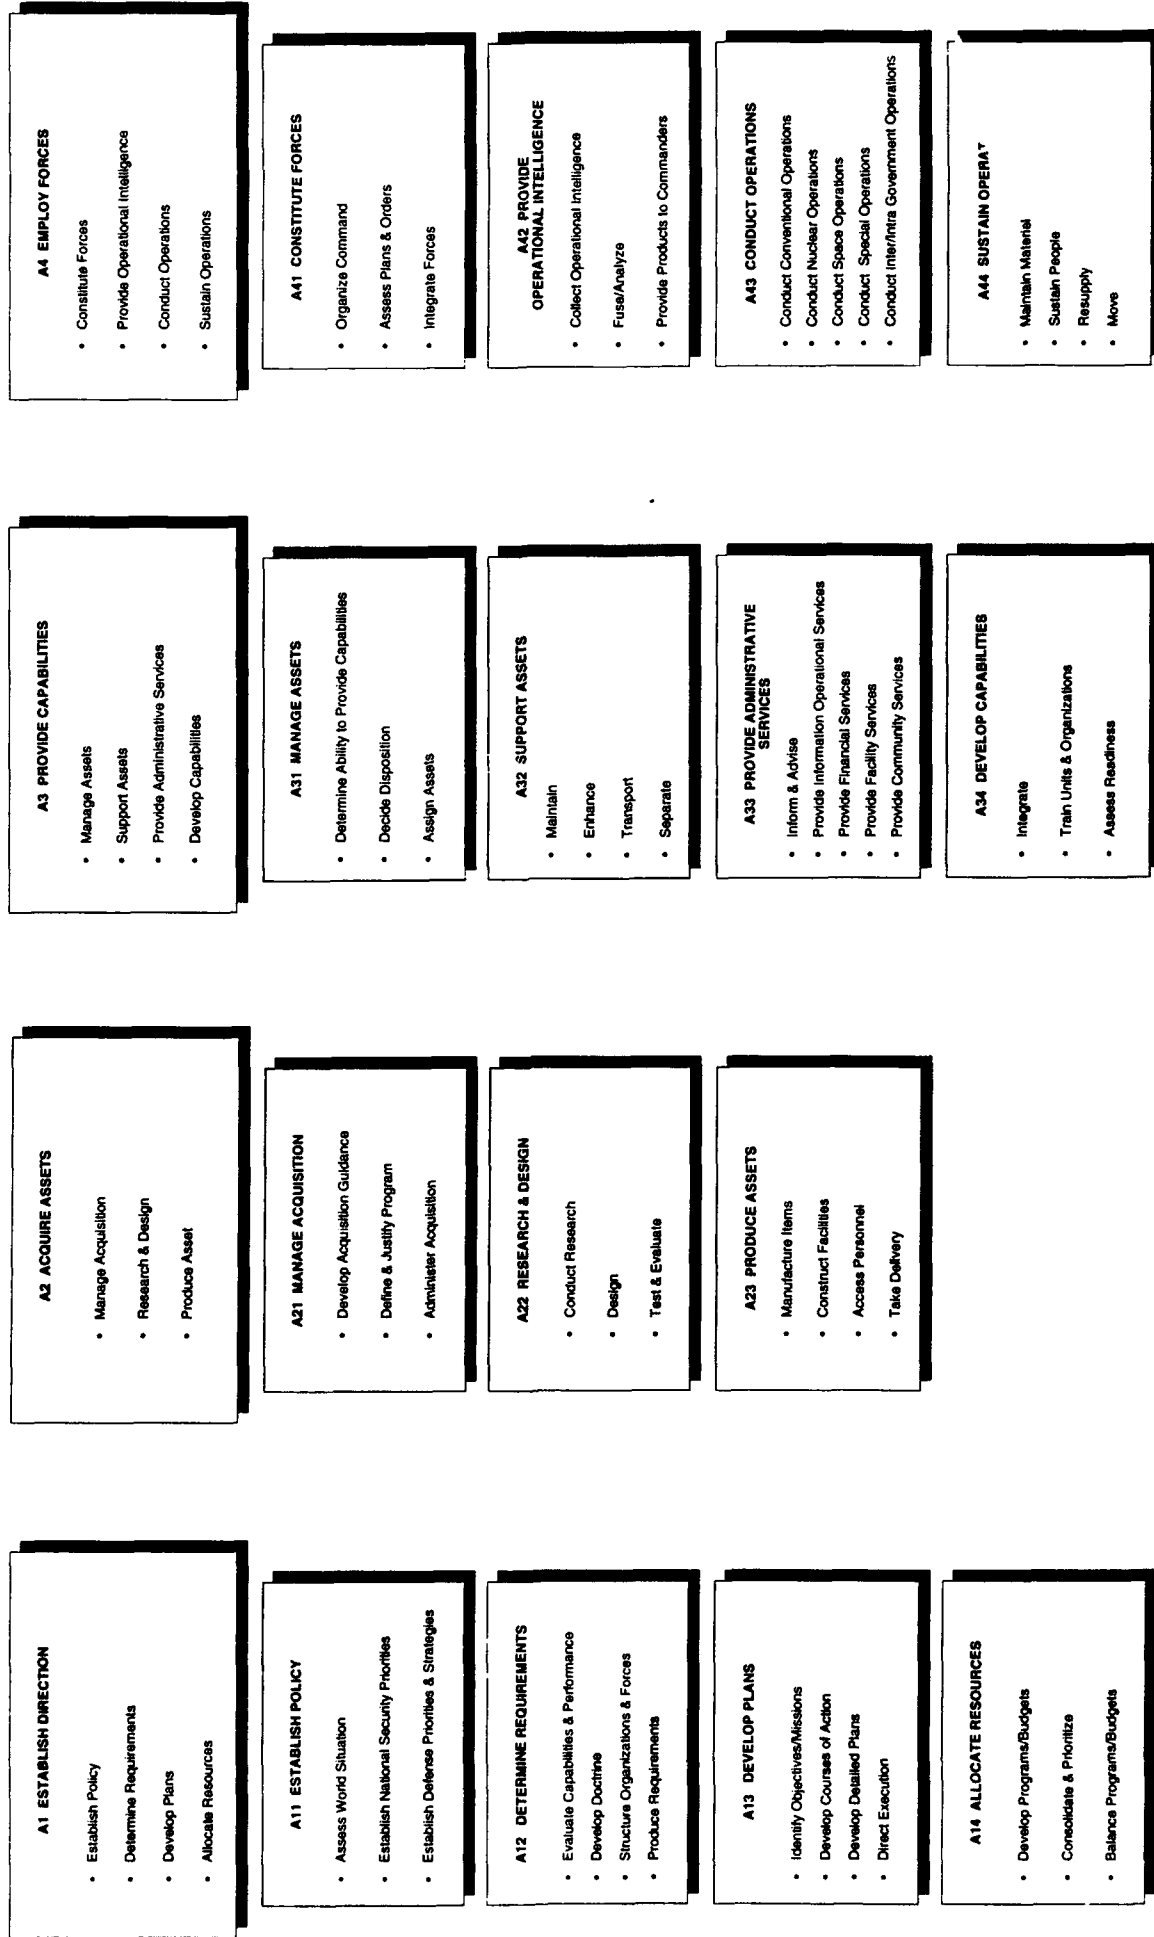 A1 ESTABLISH DIRECTION
• Establish Policy
• Determine Requirements
• Develop Plans
• Allocate Resources
A11 ESTABLISH POLICY
• Assess World Situation
• Establish National Security Priorities
• Establish Defense Priorities & Strategies
A12 DETERMINE REQUIREMENTS
• Evaluate Capabilities & Performance
• Develop Doctrine
• Structure Organizations & Forces
• Produce Requirements
A13 DEVELOP PLANS
• Identify Objectives/Missions
• Develop Courses of Action
• Develop Detailed Plans
• Direct Execution
A14 ALLOCATE RESOURCES
• Develop Programs/Budgets
• Consolidate & Prioritize
• Balance Programs/Budgets
A2 ACQUIRE ASSETS
• Manage Acquisition
• Research & Design
• Produce Asset
A21 MANAGE ACQUISITION
• Develop Acquisition Guidance
• Define & Justify Program
• Administer Acquisition
A22 RESEARCH & DESIGN
• Conduct Research
• Design
• Test & Evaluate
A23 PRODUCE ASSETS
• Manufacture Items
• Construct Facilities
• Access Personnel
• Take Delivery
A3 PROVIDE CAPABILITIES
• Manage Assets
• Support Assets
• Provide Administrative Services
• Develop Capabilities
A31 MANAGE ASSETS
• Determine Ability to Provide Capabilities
• Decide Disposition
• Assign Assets
A32 SUPPORT ASSETS
• Maintain
• Enhance
• Transport
• Separate
A33 PROVIDE ADMINISTRATIVE
SERVICES
• Inform & Advise
• Provide Information Operational Services
• Provide Financial Services
• Provide Facility Services
• Provide Community Services
A34 DEVELOP CAPABILITIES
• Integrate
• Train Units & Organizations
• Assess Readiness
A4 EMPLOY FORCES
• Constitute Forces
• Provide Operational Intelligence
• Conduct Operations
• Sustain Operations
A41 CONSTITUTE FORCES
• Organize Command
• Assess Plans & Orders
• Integrate Forces
A42 PROVIDE
OPERATIONAL INTELLIGENCE
• Collect Operational Intelligence
• Fuse/Analyze
• Provide Products to Commanders
A43 CONDUCT OPERATIONS
• Conduct Conventional Operations
• Conduct Nuclear Operations
• Conduct Space Operations
• Conduct Special Operations
• Conduct Inter/Intra Government Operations
A44 SUSTAIN OPERAT
• Maintain Materiel
• Sustain People
• Resupply
• Move